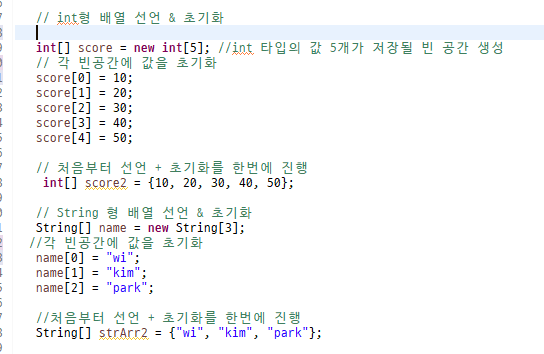 // int형 배열 선언 & 초기화
int[] score = new int[5]; //int 타입의 값 5개가 저장될 빈 공간 생성
// 각 빈공간에 값을 초기화
score[0] = 10;
score[1] = 20;
score[2] = 30;
score[3] = 40;
score[4] = 50;
// 처음부터 선언 + 초기화를 한번에 진행
int[] score2 = {10, 20, 30, 40, 50};
// String 형 배열 선언 & 초기화
String[] name = new String[3];
//각 빈공간에 값을 초기화
name[0] = "wi";
name[1] = "kim";
name[2] = "park";
//처음부터 선언 + 초기화를 한번에 진행
String[] strArr2 = {"wi", "kim", "park"};